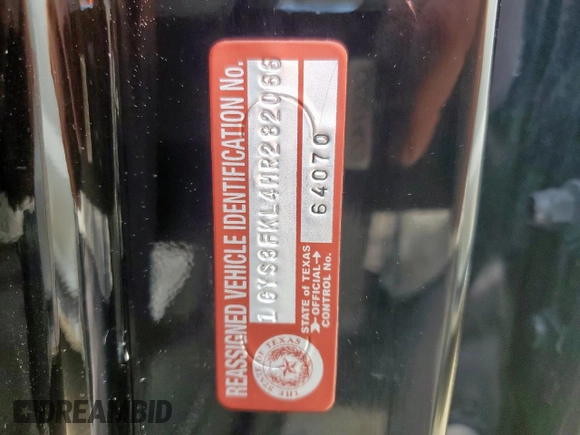 REASSIGNED VEHICLE IDENTIFICATION No.
1GYS3FKL4MR282066
64070
STATE of TEXAS
OFFICIAL
CONTROL No.
THE STATE OF TEXAS
DREAMBID